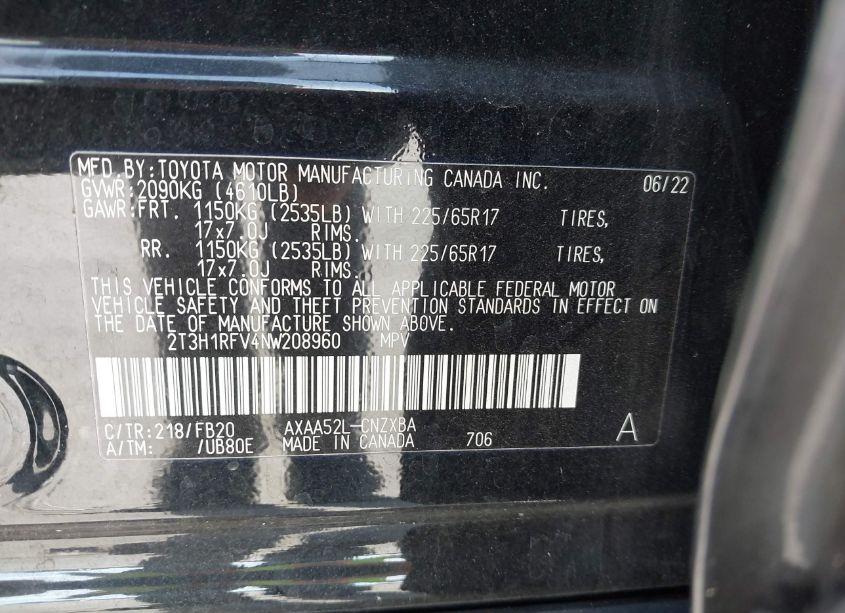 MFD. BY: TOYOTA MOTOR MANUFACTURING CANADA INC. 06/22
GVWR: 2090KG (4610LB)
GAWR: FRT. 1150KG (2535LB) WITH 225/65R17 TIRES,
17x7.0J RIMS.
RR. 1150KG (2535LB) WITH 225/65R17 TIRES,
17x7.0J RIMS.
THIS VEHICLE CONFORMS TO ALL APPLICABLE FEDERAL MOTOR
VEHICLE SAFETY AND THEFT PREVENTION STANDARDS IN EFFECT ON
THE DATE OF MANUFACTURE SHOWN ABOVE.
2T3H1RFV4NW208960 MPV
C/TR: 218/FB20 AXAA52L-CNZXBA
A/TM: /UB80E MADE IN CANADA 706 A